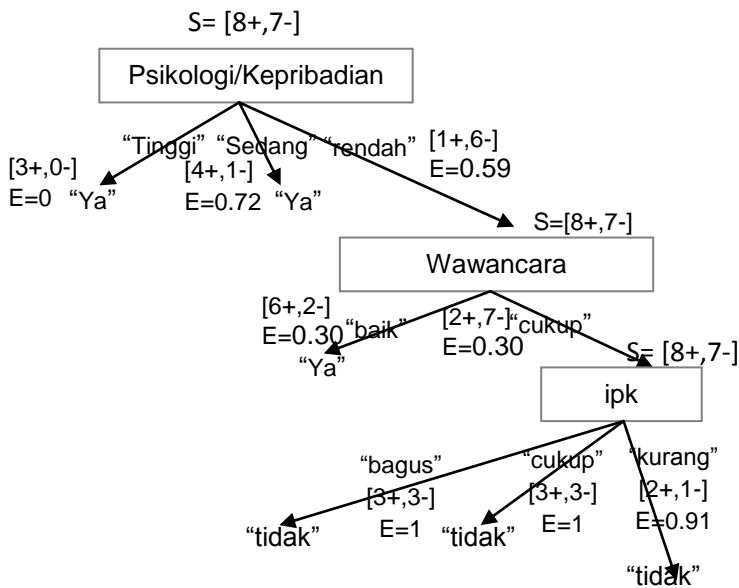 S= [8+,7-]
Psikologi/Kepribadian
“Tinggi” “Sedang” “rendah”
[3+,0-]
E=0 “Ya”
[4+,1-]
E=0.72 “Ya”
[1+,6-]
E=0.59
S=[8+,7-]
Wawancara
[6+,2-]
E=0.30 “baik”
“Ya”
[2+,7-] “cukup”
E=0.30
S= [8+,7-]
ipk
“bagus” “cukup” “kurang”
[3+,3-]
E=1
“tidak”
[3+,3-]
E=1
“tidak”
[2+,1-]
E=0.91
“tidak”